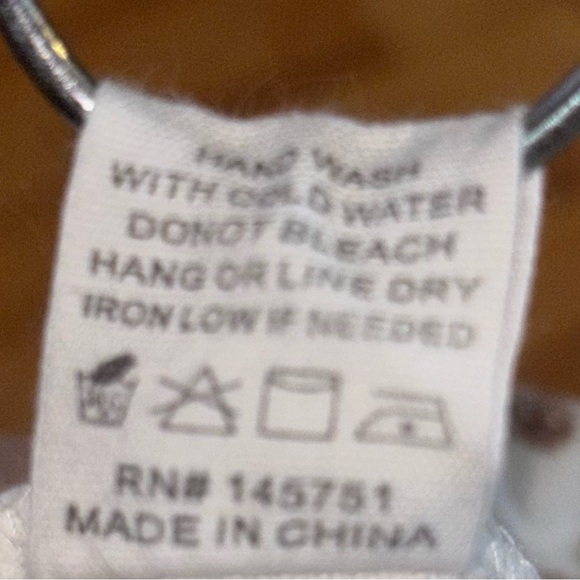 HAND WASH
WITH COLD WATER
DONOT BLEACH
HANG OR LINE DRY
IRON LOW IF NEEDED
RN# 145751
MADE IN CHINA